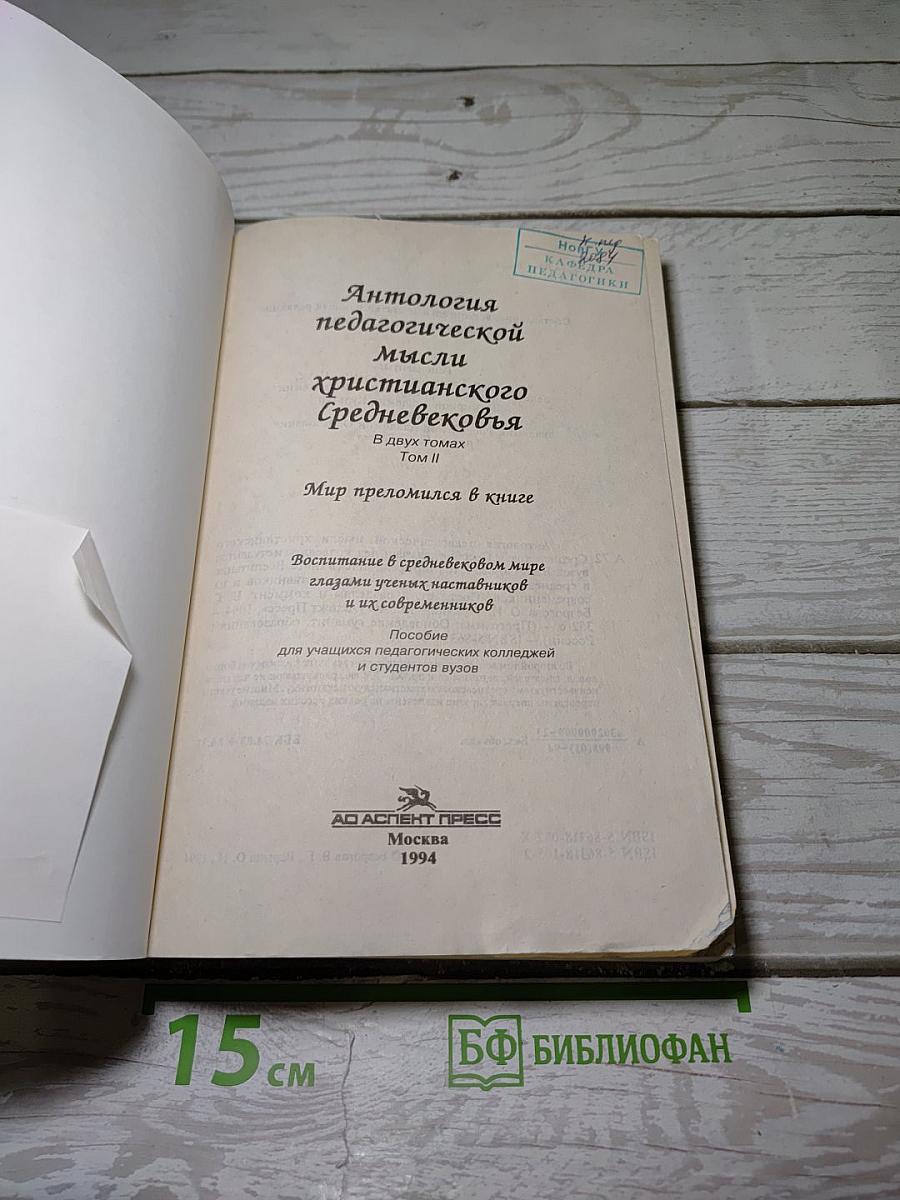 НовГУ
КАФЕДРА
ПЕДАГОГИКИ
Антология
педагогической
мысли
христианского
Средневековья
В двух томах
Том II
Мир преломился в книге
Воспитание в средневековом мире
глазами ученых наставников
и их современников
Пособие
для учащихся педагогических колледжей
и студентов вузов
АО АСПЕКТ ПРЕСС
Москва
1994
15 см
БФ БИБЛИОФАН